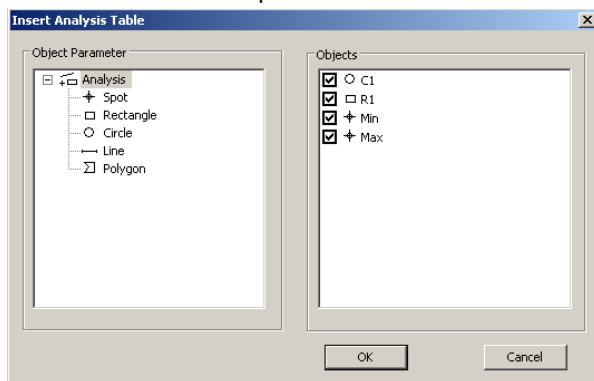 Insert Analysis Table
Object Parameter
Analysis
Spot
Rectangle
Circle
Line
Polygon
Objects
C1
R1
Min
Max
OK
Cancel